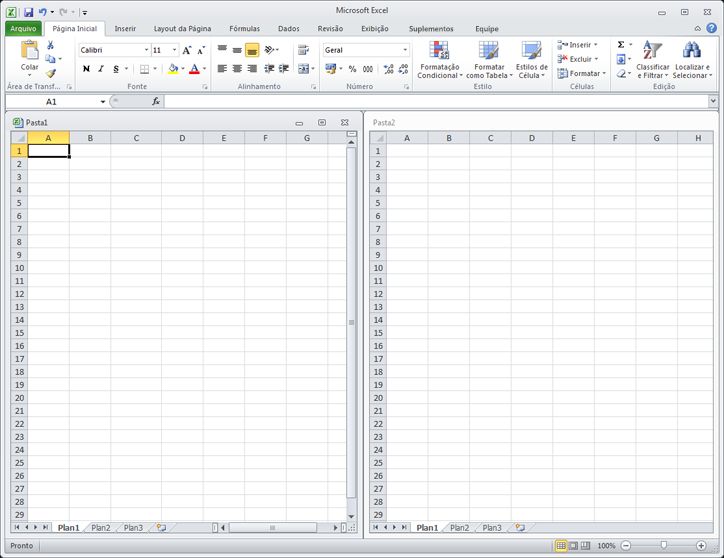 Microsoft Excel
Arquivo Página Inicial Inserir Layout da Página Fórmulas Dados Revisão Exibição Suplementos Equipe
Colar
Área de Transf...
Calibri 11
N I S
Fonte
Alinhamento
Geral
% 000
Número
Formatação Condicional
Formatar como Tabela
Estilos de Célula
Estilo
Inserir
Excluir
Formatar
Células
Σ
Classificar e Filtrar
Localizar e Selecionar
Edição
A1 fx
Pasta1
A B C D E F G
1
2
3
4
5
6
7
8
9
10
11
12
13
14
15
16
17
18
19
20
21
22
23
24
25
26
27
28
29
Plan1 Plan2 Plan3
Pasta2
A B C D E F G H
1
2
3
4
5
6
7
8
9
10
11
12
13
14
15
16
17
18
19
20
21
22
23
24
25
26
27
28
29
Plan1 Plan2 Plan3
Pronto 100%